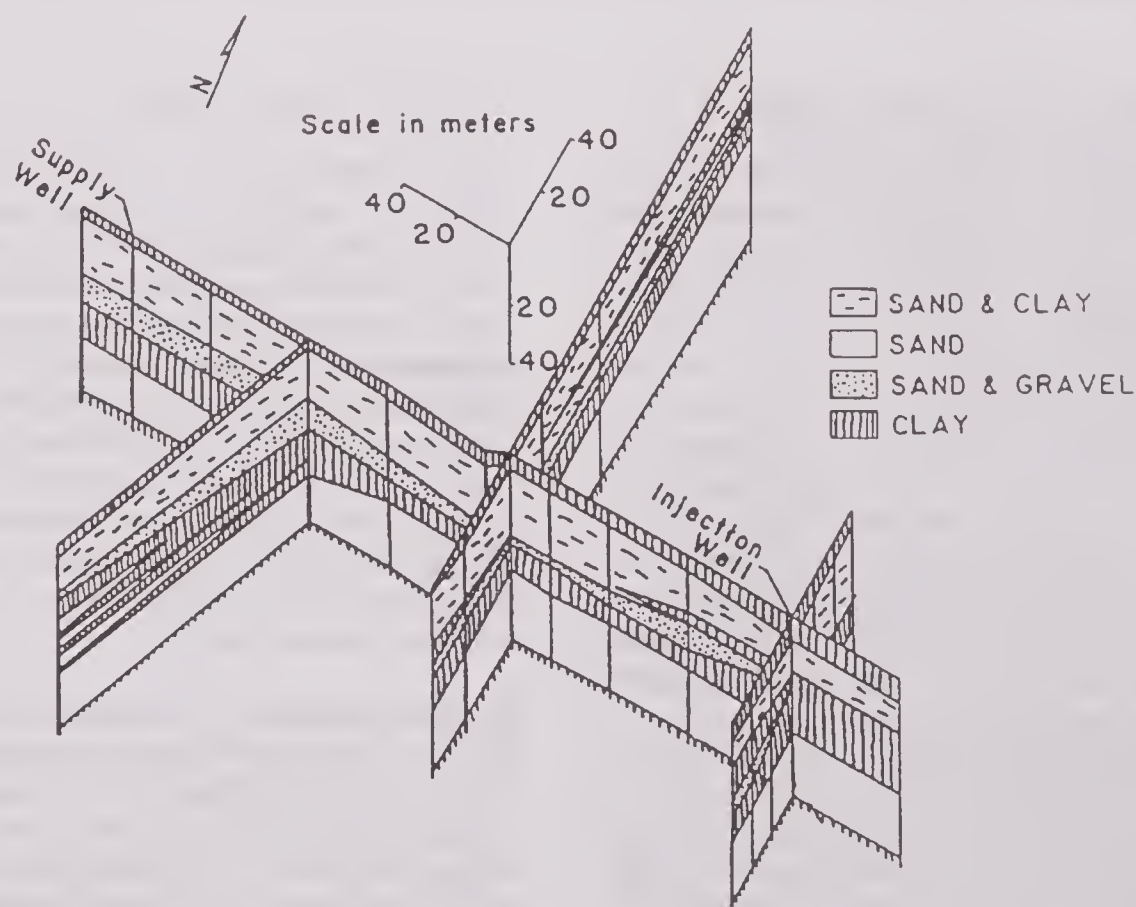 N
Scale in meters
40
20
40
20
20
40
Supply
Well
Injection
Well
SAND & CLAY
SAND
SAND & GRAVEL
CLAY